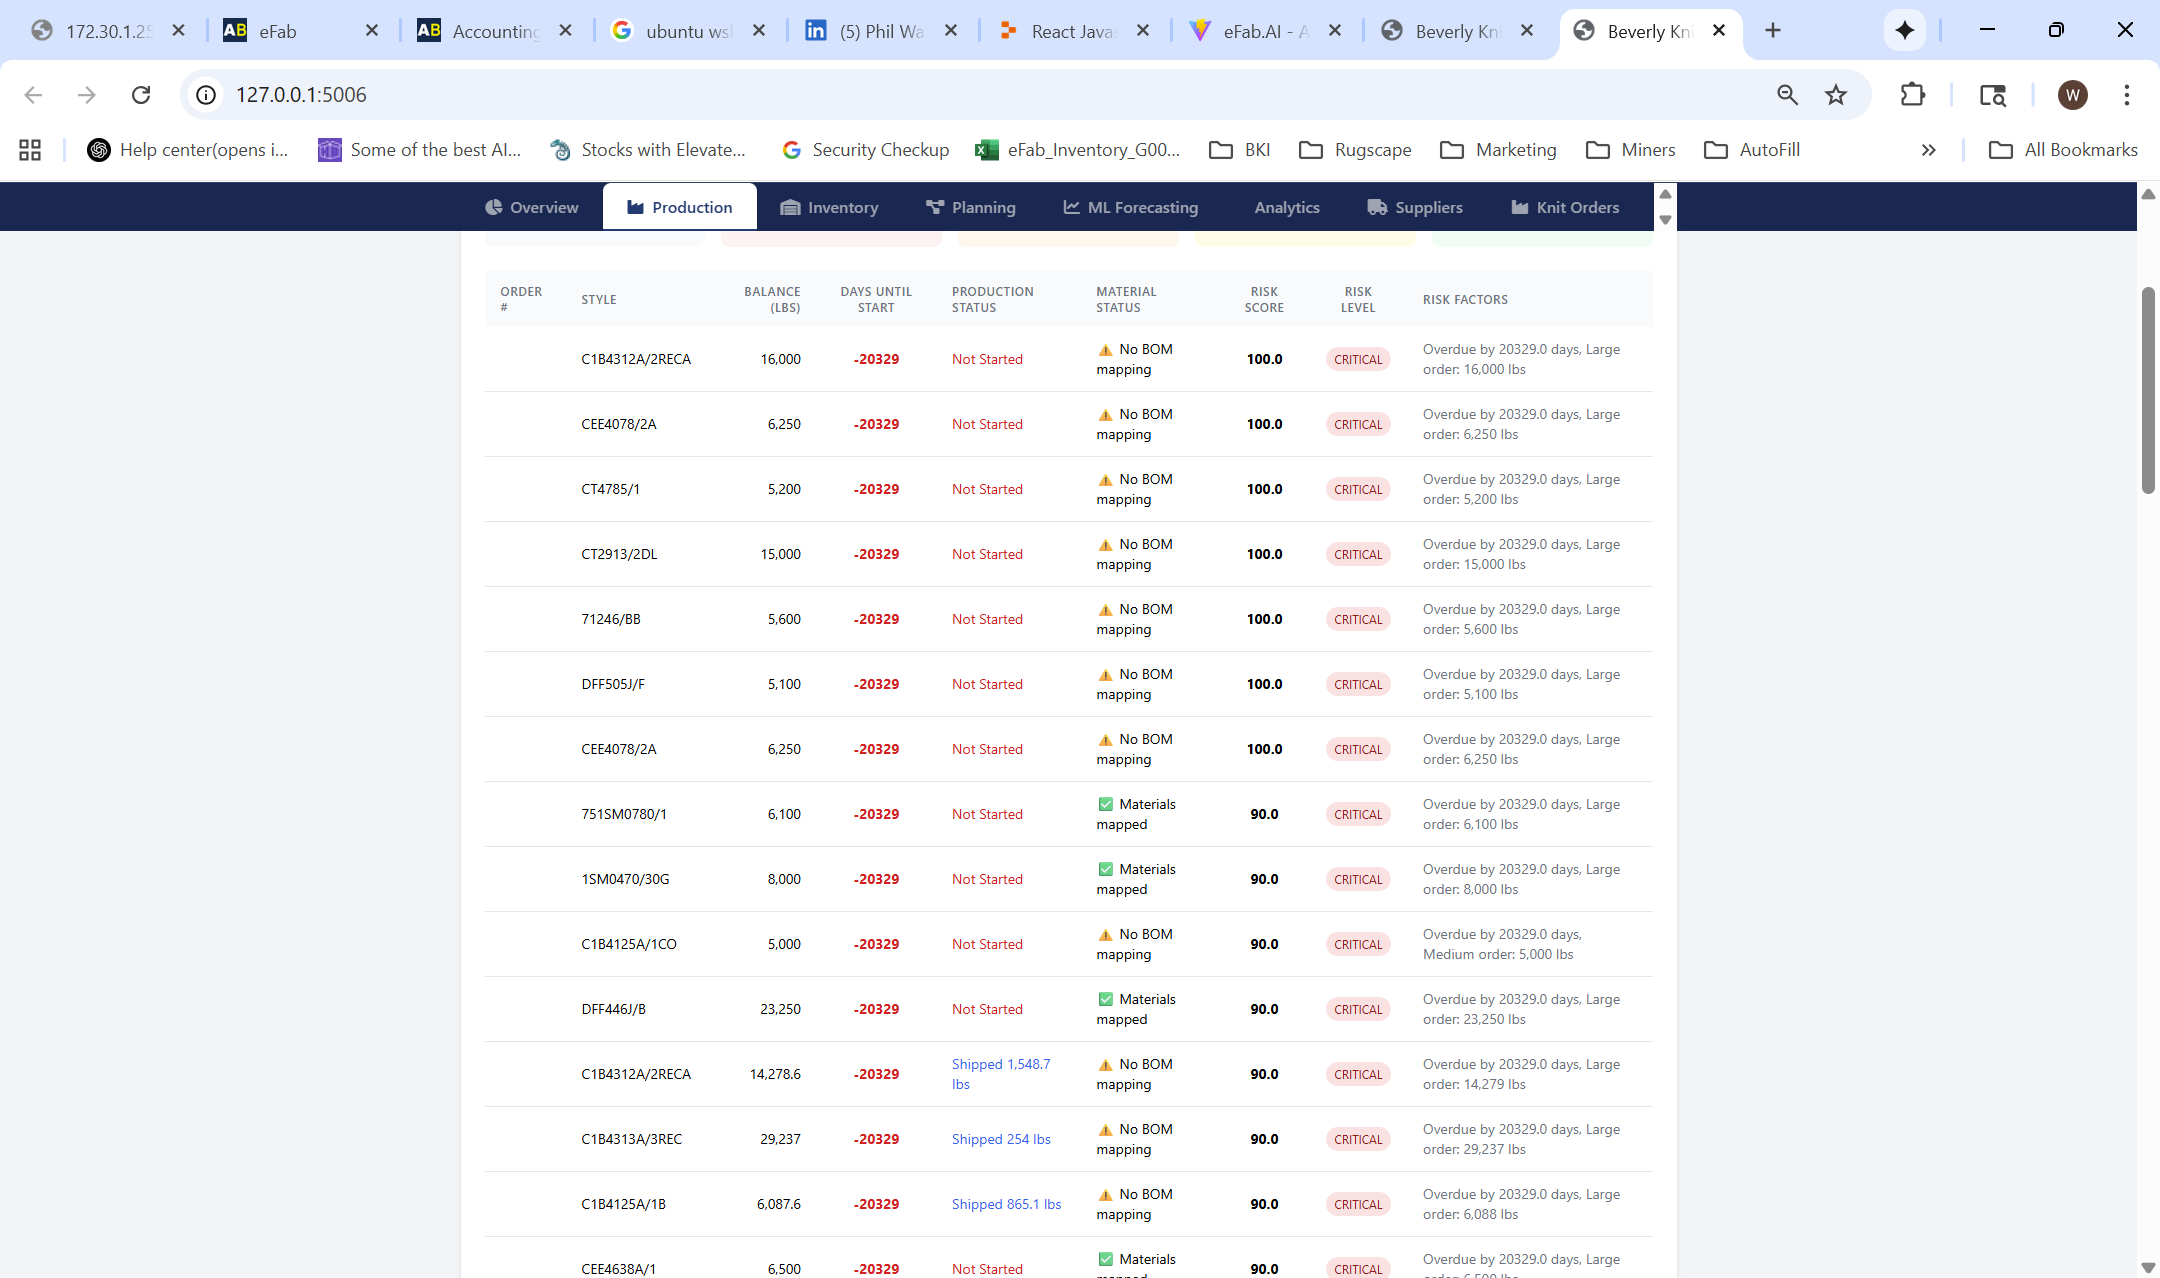 172.30.1.25
eFab
Accounting
ubuntu wsl
(5) Phil Wa
React Javas
eFab.AI - A
Beverly Kni
Beverly Kni
127.0.0.1:5006
W
Help center(opens i...
Some of the best AI...
Stocks with Elevate...
Security Checkup
eFab_Inventory_G00...
BKI
Rugscape
Marketing
Miners
AutoFill
All Bookmarks
Overview
Production
Inventory
Planning
ML Forecasting
Analytics
Suppliers
Knit Orders
ORDER #
STYLE
BALANCE (LBS)
DAYS UNTIL START
PRODUCTION STATUS
MATERIAL STATUS
RISK SCORE
RISK LEVEL
RISK FACTORS
C1B4312A/2RECA 16,000 -20329 Not Started No BOM mapping 100.0 CRITICAL Overdue by 20329.0 days, Large order: 16,000 lbs
CEE4078/2A 6,250 -20329 Not Started No BOM mapping 100.0 CRITICAL Overdue by 20329.0 days, Large order: 6,250 lbs
CT4785/1 5,200 -20329 Not Started No BOM mapping 100.0 CRITICAL Overdue by 20329.0 days, Large order: 5,200 lbs
CT2913/2DL 15,000 -20329 Not Started No BOM mapping 100.0 CRITICAL Overdue by 20329.0 days, Large order: 15,000 lbs
71246/BB 5,600 -20329 Not Started No BOM mapping 100.0 CRITICAL Overdue by 20329.0 days, Large order: 5,600 lbs
DFF505J/F 5,100 -20329 Not Started No BOM mapping 100.0 CRITICAL Overdue by 20329.0 days, Large order: 5,100 lbs
CEE4078/2A 6,250 -20329 Not Started No BOM mapping 100.0 CRITICAL Overdue by 20329.0 days, Large order: 6,250 lbs
751SM0780/1 6,100 -20329 Not Started Materials mapped 90.0 CRITICAL Overdue by 20329.0 days, Large order: 6,100 lbs
1SM0470/30G 8,000 -20329 Not Started Materials mapped 90.0 CRITICAL Overdue by 20329.0 days, Large order: 8,000 lbs
C1B4125A/1CO 5,000 -20329 Not Started No BOM mapping 90.0 CRITICAL Overdue by 20329.0 days, Medium order: 5,000 lbs
DFF446J/B 23,250 -20329 Not Started Materials mapped 90.0 CRITICAL Overdue by 20329.0 days, Large order: 23,250 lbs
C1B4312A/2RECA 14,278.6 -20329 Shipped 1,548.7 lbs No BOM mapping 90.0 CRITICAL Overdue by 20329.0 days, Large order: 14,279 lbs
C1B4313A/3REC 29,237 -20329 Shipped 254 lbs No BOM mapping 90.0 CRITICAL Overdue by 20329.0 days, Large order: 29,237 lbs
C1B4125A/1B 6,087.6 -20329 Shipped 865.1 lbs No BOM mapping 90.0 CRITICAL Overdue by 20329.0 days, Large order: 6,088 lbs
CEE4638A/1 6,500 -20329 Not Started Materials 90.0 CRITICAL Overdue by 20329.0 days, Large